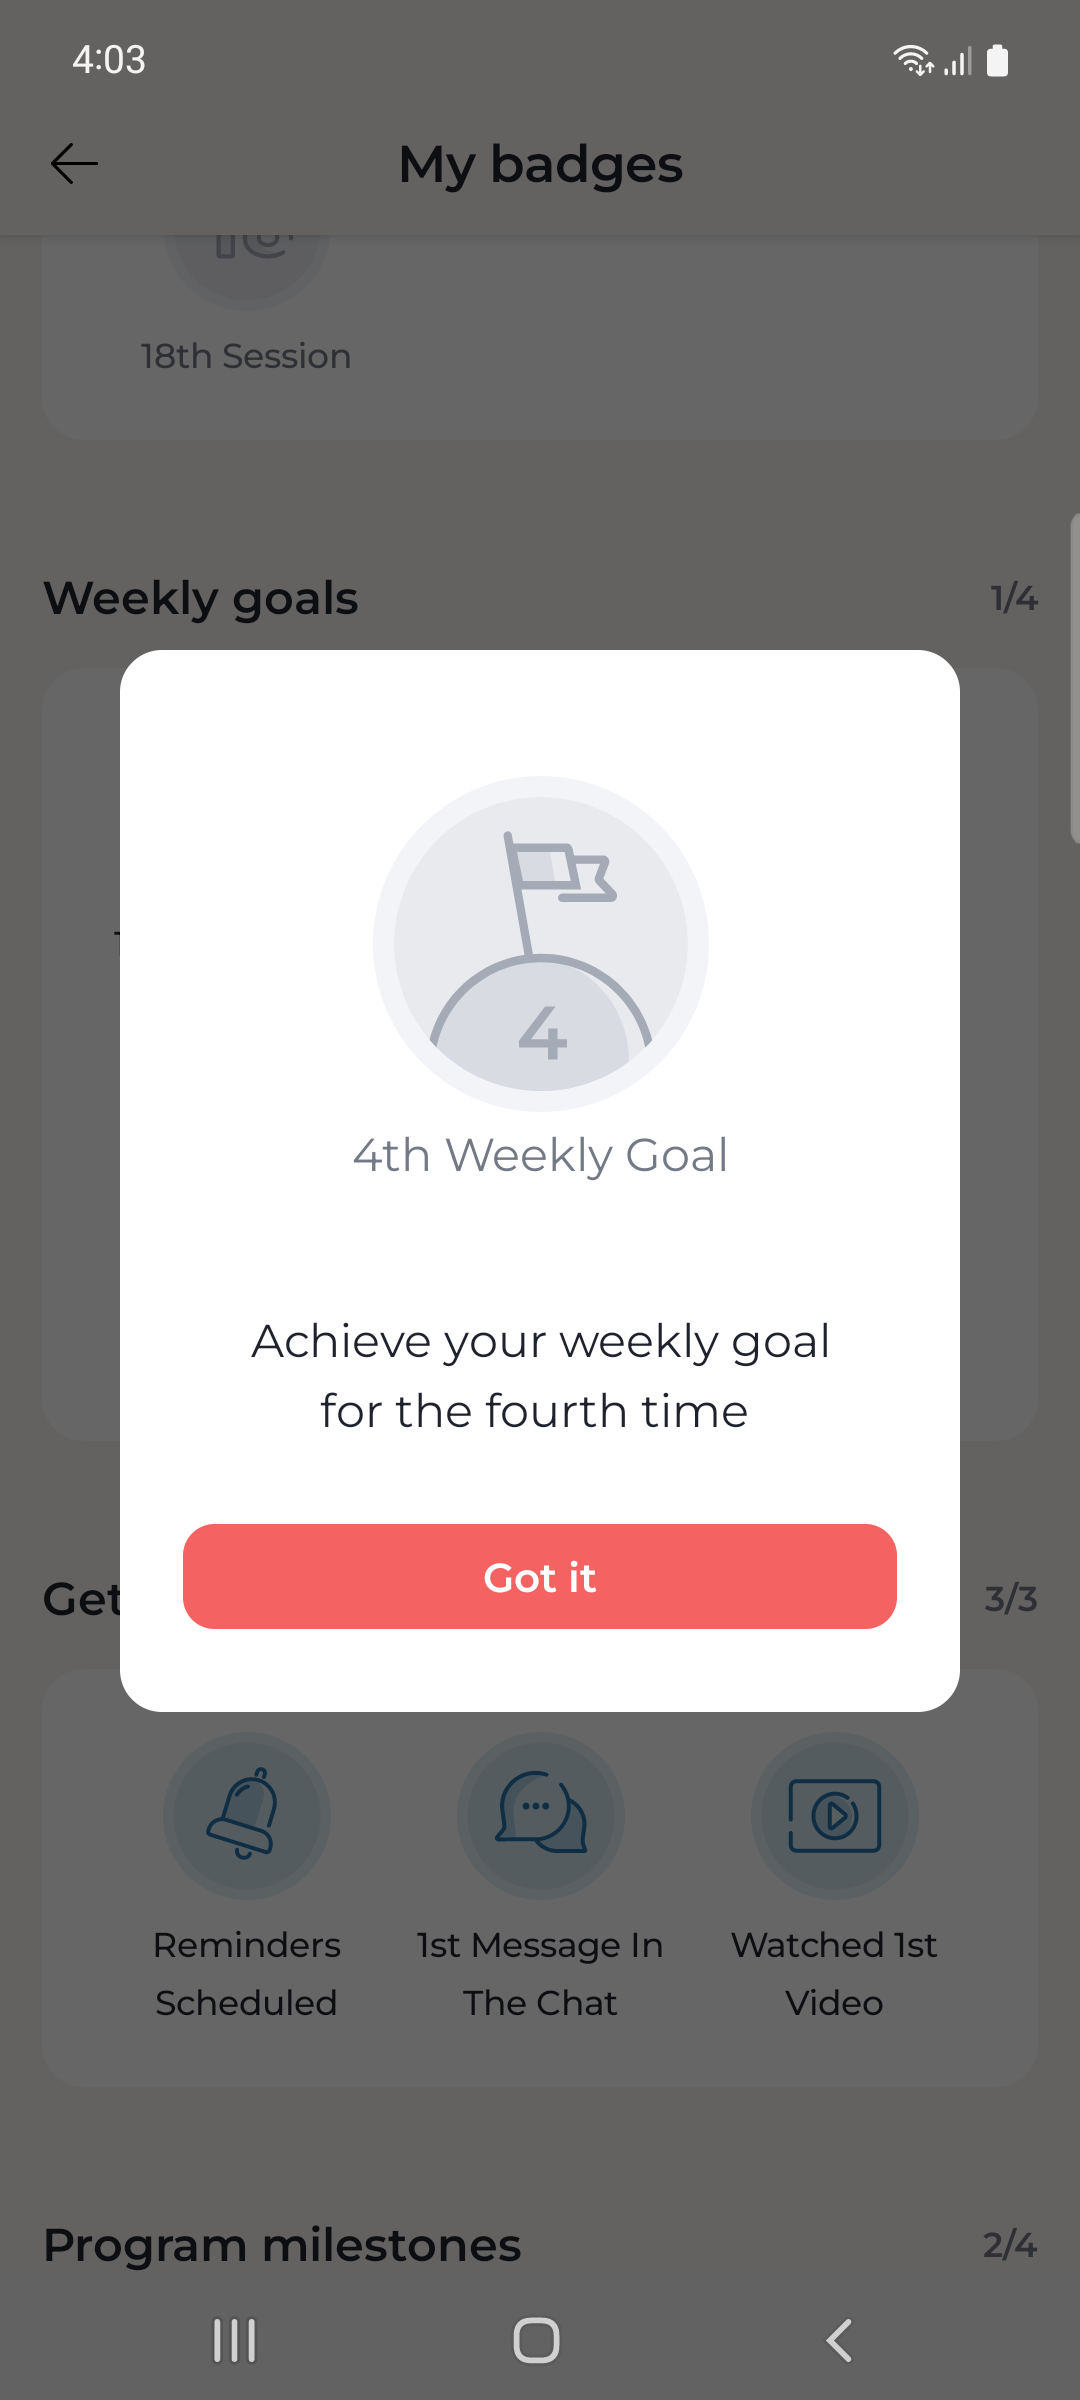 4:03
My badges
18th Session
Weekly goals
1/4
4
4th Weekly Goal
Achieve your weekly goal
for the fourth time
Got it
Get
3/3
Reminders
Scheduled
1st Message In
The Chat
Watched 1st
Video
Program milestones
2/4